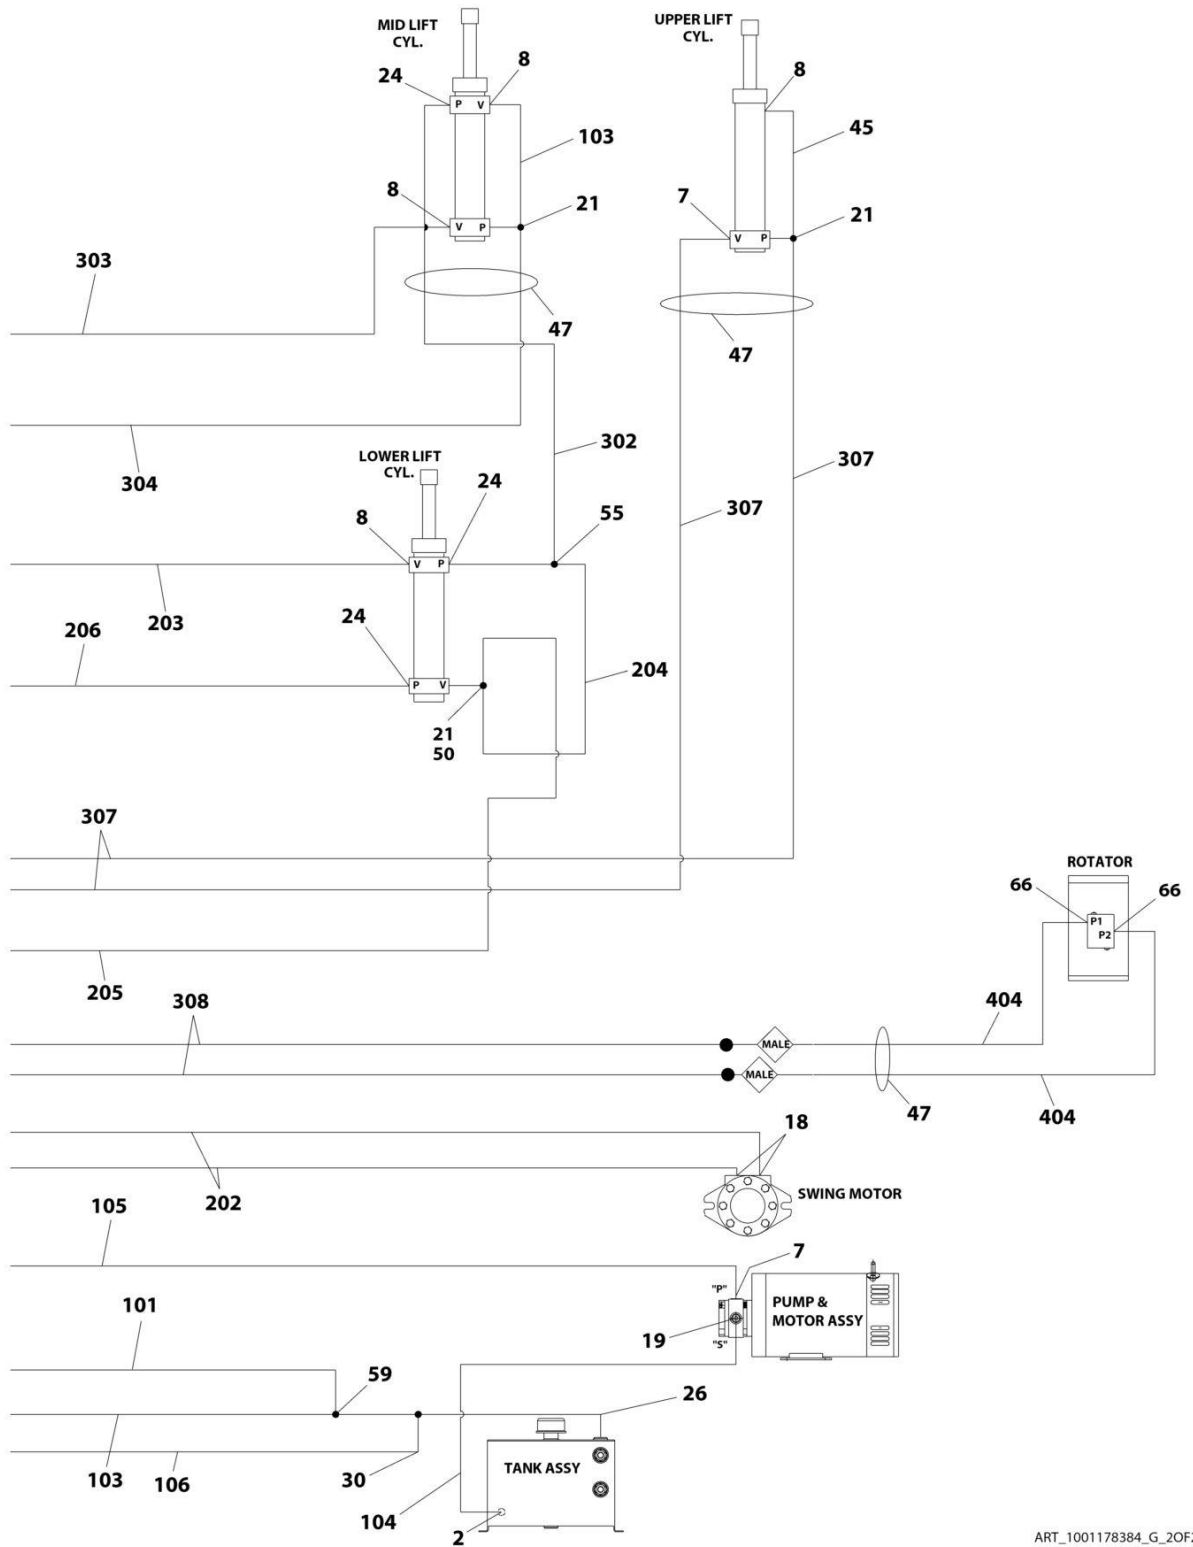 MID LIFT
CYL.
UPPER LIFT
CYL.
8
24
8
P V
103
45
8
V P
21
7
V P
21
303
47
47
304
302
307
LOWER LIFT
CYL.
24
307
8
55
V P
203
206
24
204
P V
21
50
307
ROTATOR
66
66
P1
P2
205
308
404
MALE
MALE
47
404
18
202
SWING MOTOR
105
7
"P"
PUMP &
MOTOR ASSY
101
19
"S"
59
26
TANK ASSY
103
106
30
104
2
ART_1001178384_G_2OF2